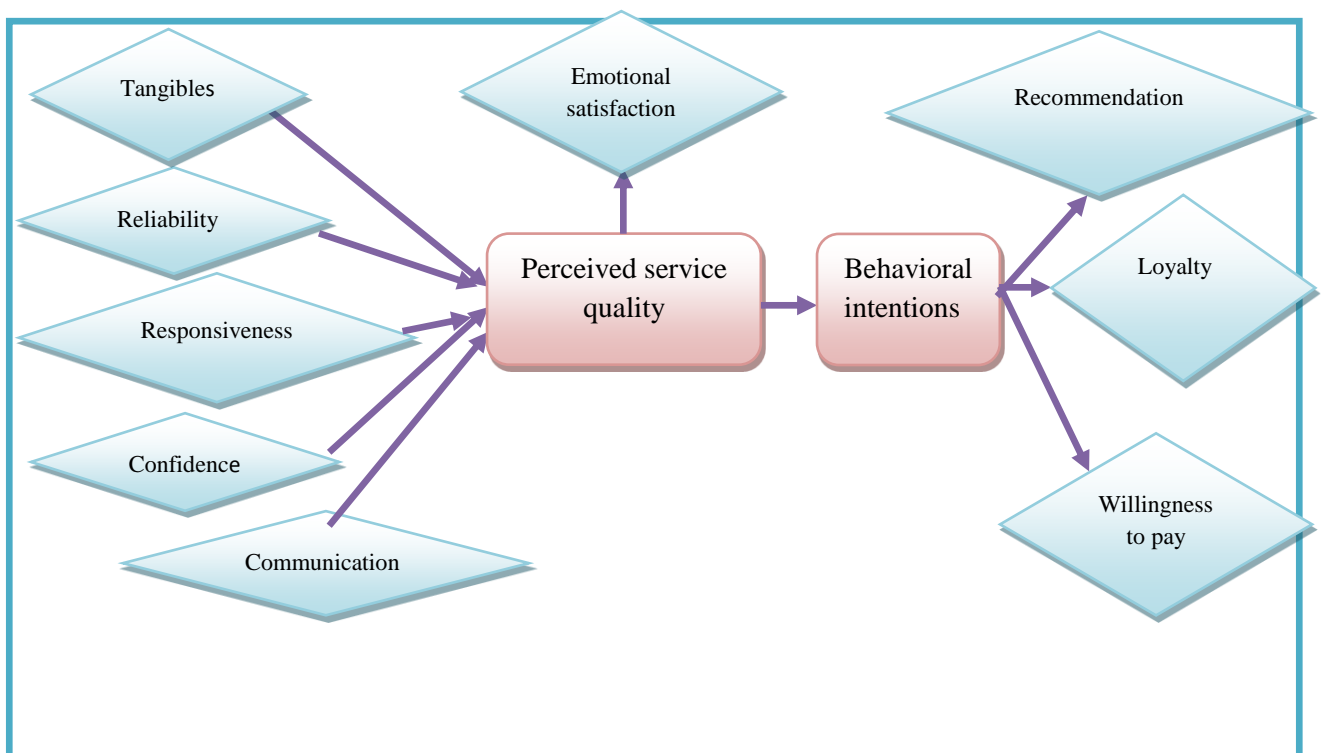 Tangibles
Reliability
Responsiveness
Confidence
Communication
Emotional
satisfaction
Perceived service
quality
Behavioral
intentions
Recommendation
Loyalty
Willingness
to pay